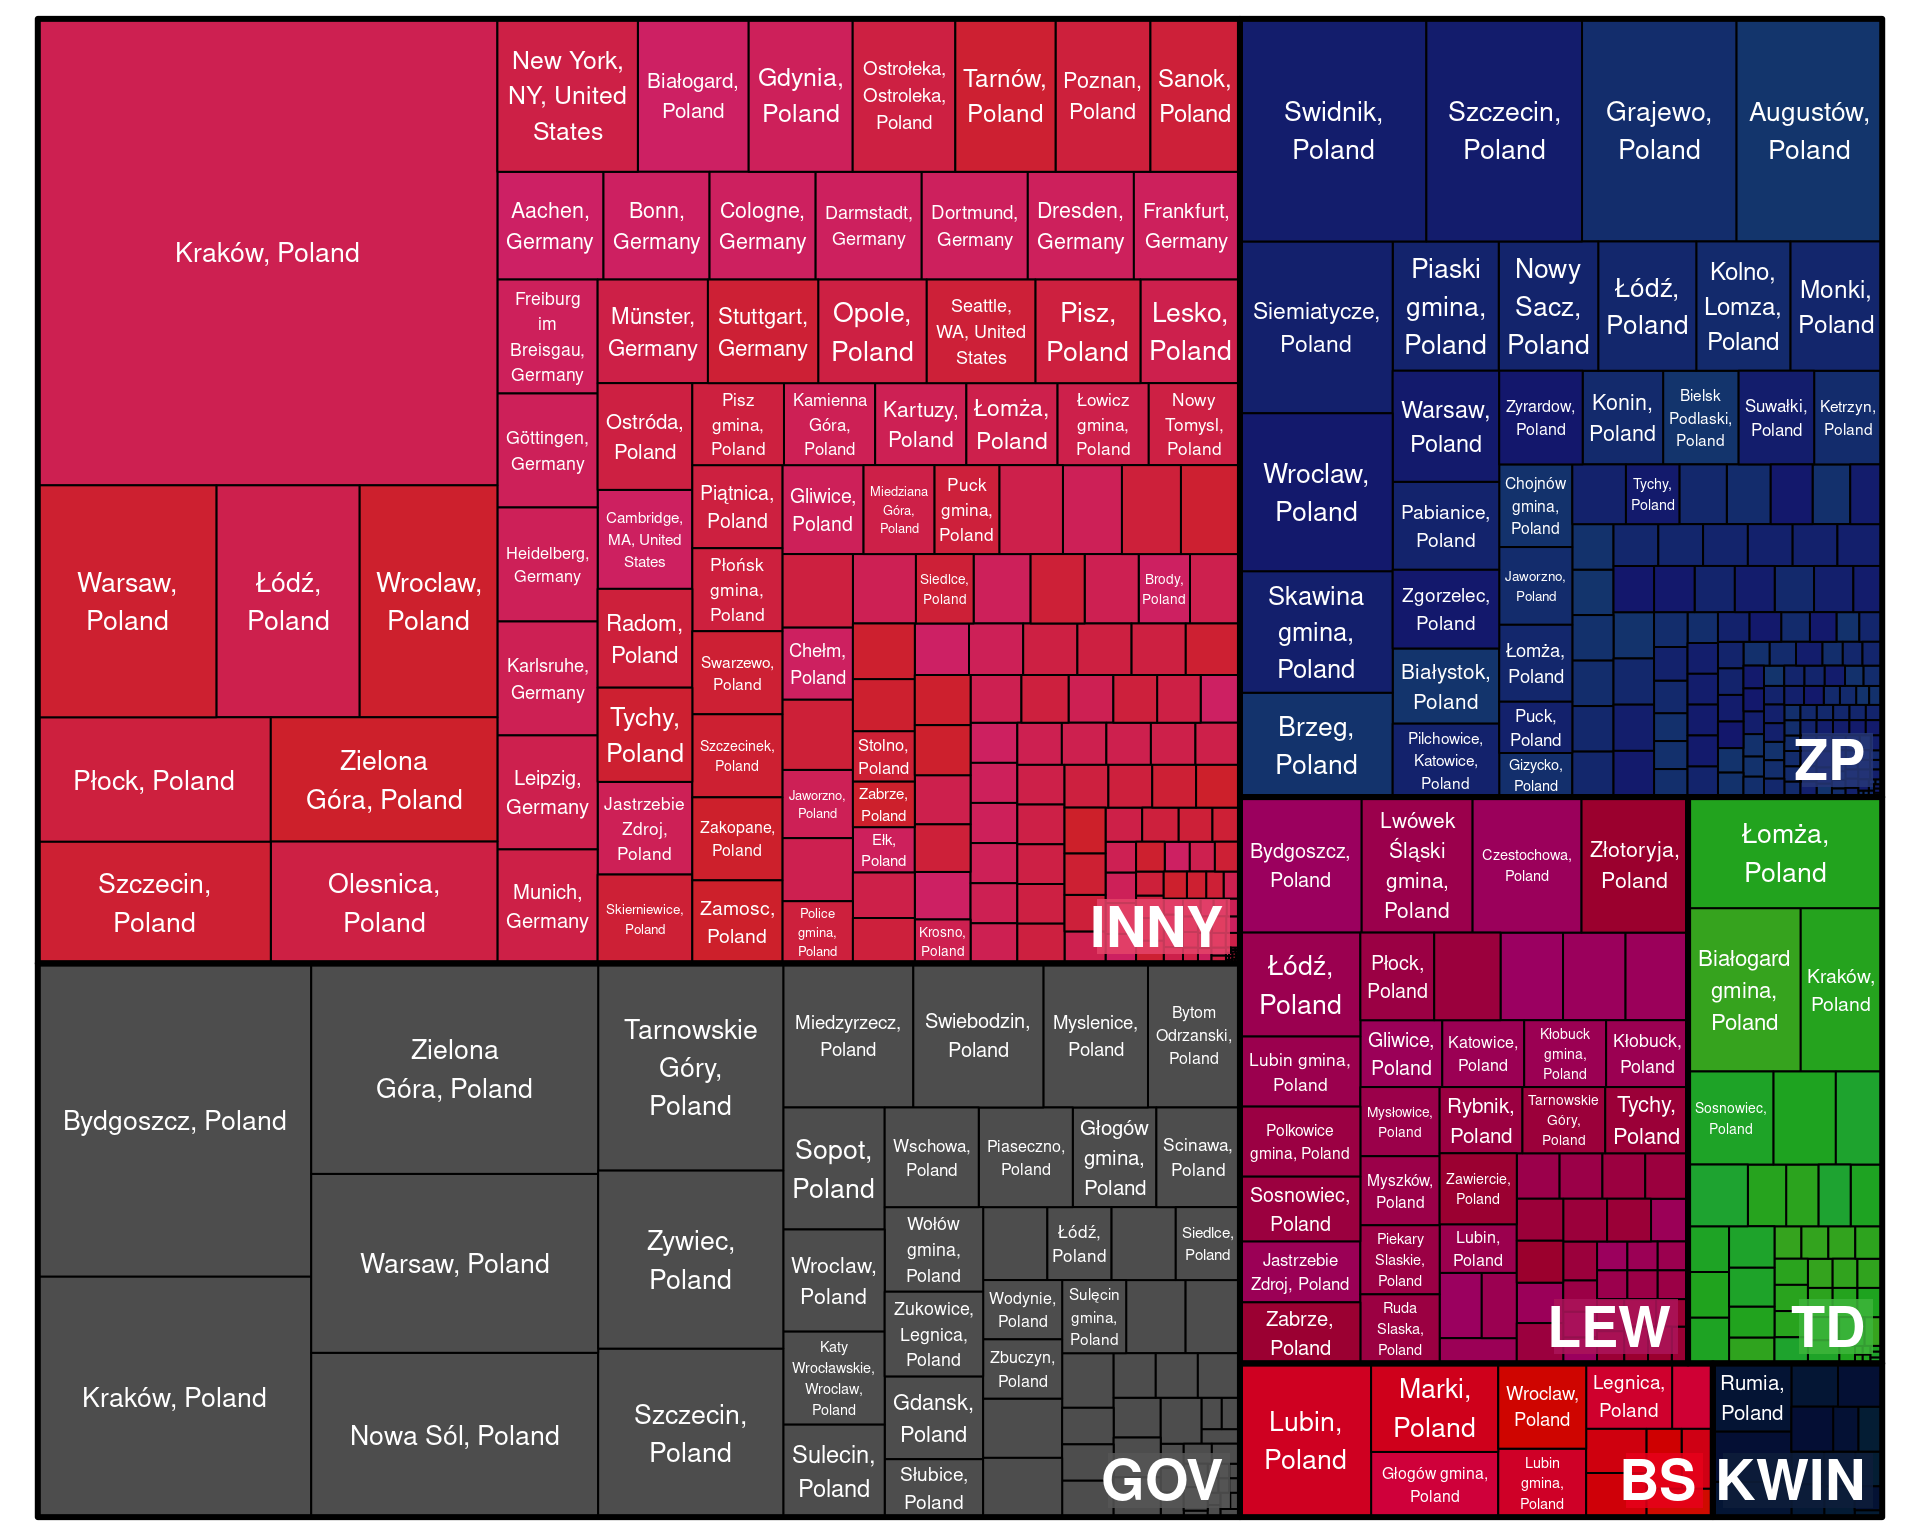 Kraków, Poland
Warsaw,
Poland
Łódź,
Poland
Wroclaw,
Poland
Płock, Poland
Zielona
Góra, Poland
Szczecin,
Poland
Olesnica,
Poland
New York,
NY, United
States
Białogard,
Poland
Gdynia,
Poland
Ostrołeka,
Ostroleka,
Poland
Tarnów,
Poland
Poznan,
Poland
Sanok,
Poland
Aachen,
Germany
Bonn,
Germany
Cologne,
Germany
Darmstadt,
Germany
Dortmund,
Germany
Dresden,
Germany
Frankfurt,
Germany
Freiburg
im
Breisgau,
Germany
Göttingen,
Germany
Heidelberg,
Germany
Karlsruhe,
Germany
Leipzig,
Germany
Munich,
Germany
Münster,
Germany
Stuttgart,
Germany
Opole,
Poland
Seattle,
WA, United
States
Pisz,
Poland
Lesko,
Poland
Ostróda,
Poland
Cambridge,
MA, United
States
Radom,
Poland
Tychy,
Poland
Jastrzebie
Zdroj,
Poland
Skierniewice,
Poland
Pisz
gmina,
Poland
Kamienna
Góra,
Poland
Kartuzy,
Poland
Łomża,
Poland
Łowicz
gmina,
Poland
Nowy
Tomysl,
Poland
Piątnica,
Poland
Płońsk
gmina,
Poland
Swarzewo,
Poland
Szczecinek,
Poland
Zakopane,
Poland
Zamosc,
Poland
Gliwice,
Poland
Miedziana
Góra,
Poland
Puck
gmina,
Poland
Siedlce,
Poland
Brody,
Poland
Chełm,
Poland
Jaworzno,
Poland
Police
gmina,
Poland
Stolno,
Poland
Zabrze,
Poland
Ełk,
Poland
Krosno,
Poland
INNY
Bydgoszcz, Poland
Kraków, Poland
Zielona
Góra, Poland
Warsaw, Poland
Nowa Sól, Poland
Tarnowskie
Góry,
Poland
Zywiec,
Poland
Szczecin,
Poland
Miedzyrzecz,
Poland
Swiebodzin,
Poland
Myslenice,
Poland
Bytom
Odrzanski,
Poland
Sopot,
Poland
Wroclaw,
Poland
Katy
Wrocławskie,
Wroclaw,
Poland
Sulecin,
Poland
Wschowa,
Poland
Piaseczno,
Poland
Głogów
gmina,
Poland
Scinawa,
Poland
Wołów
gmina,
Poland
Zukowice,
Legnica,
Poland
Gdansk,
Poland
Słubice,
Poland
Łódź,
Poland
Siedlce,
Poland
Wodynie,
Poland
Zbuczyn,
Poland
Sulęcin
gmina,
Poland
GOV
Swidnik,
Poland
Szczecin,
Poland
Grajewo,
Poland
Augustów,
Poland
Siemiatycze,
Poland
Wroclaw,
Poland
Skawina
gmina,
Poland
Brzeg,
Poland
Piaski
gmina,
Poland
Nowy
Sacz,
Poland
Łódź,
Poland
Kolno,
Lomza,
Poland
Monki,
Poland
Warsaw,
Poland
Pabianice,
Poland
Zgorzelec,
Poland
Białystok,
Poland
Pilchowice,
Katowice,
Poland
Zyrardow,
Poland
Konin,
Poland
Bielsk
Podlaski,
Poland
Suwałki,
Poland
Ketrzyn,
Poland
Chojnów
gmina,
Poland
Jaworzno,
Poland
Łomża,
Poland
Puck,
Poland
Gizycko,
Poland
Tychy,
Poland
ZP
Bydgoszcz,
Poland
Lwówek
Śląski
gmina,
Poland
Czestochowa,
Poland
Złotoryja,
Poland
Łódź,
Poland
Lubin gmina,
Poland
Polkowice
gmina, Poland
Sosnowiec,
Poland
Jastrzebie
Zdroj, Poland
Zabrze,
Poland
Płock,
Poland
Gliwice,
Poland
Katowice,
Poland
Kłobuck
gmina,
Poland
Kłobuck,
Poland
Mysłowice,
Poland
Rybnik,
Poland
Tarnowskie
Góry,
Poland
Tychy,
Poland
Myszków,
Poland
Zawiercie,
Poland
Piekary
Slaskie,
Poland
Lubin,
Poland
Ruda
Slaska,
Poland
LEW
Łomża,
Poland
Białogard
gmina,
Poland
Kraków,
Poland
Sosnowiec,
Poland
TD
Lubin,
Poland
Marki,
Poland
Głogów gmina,
Poland
Wroclaw,
Poland
Lubin
gmina,
Poland
Legnica,
Poland
BS
Rumia,
Poland
KWIN